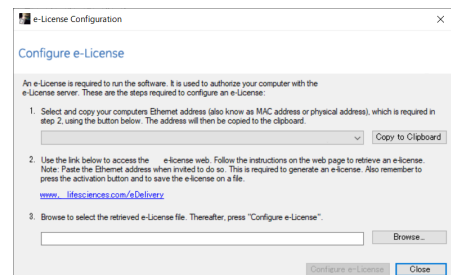 e-License Configuration
Configure e-License
An e-License is required to run the software. It is used to authorize your computer with the
e-License server. These are the steps required to configure an e-License:
1. Select and copy your computers Ethernet address (also know as MAC address or physical address), which is required in
step 2, using the button below. The address will then be copied to the clipboard.
Copy to Clipboard
2. Use the link below to access the e-license web. Follow the instructions on the web page to retrieve an e-license.
Note: Paste the Ethernet address when invited to do so. This is required to generate an e-license. Also remember to
press the activation button and to save the e-license on a file.
www. lifesciences.com/eDelivery
3. Browse to select the retrieved e-License file. Thereafter, press "Configure e-License".
Browse...
Configure e-License Close